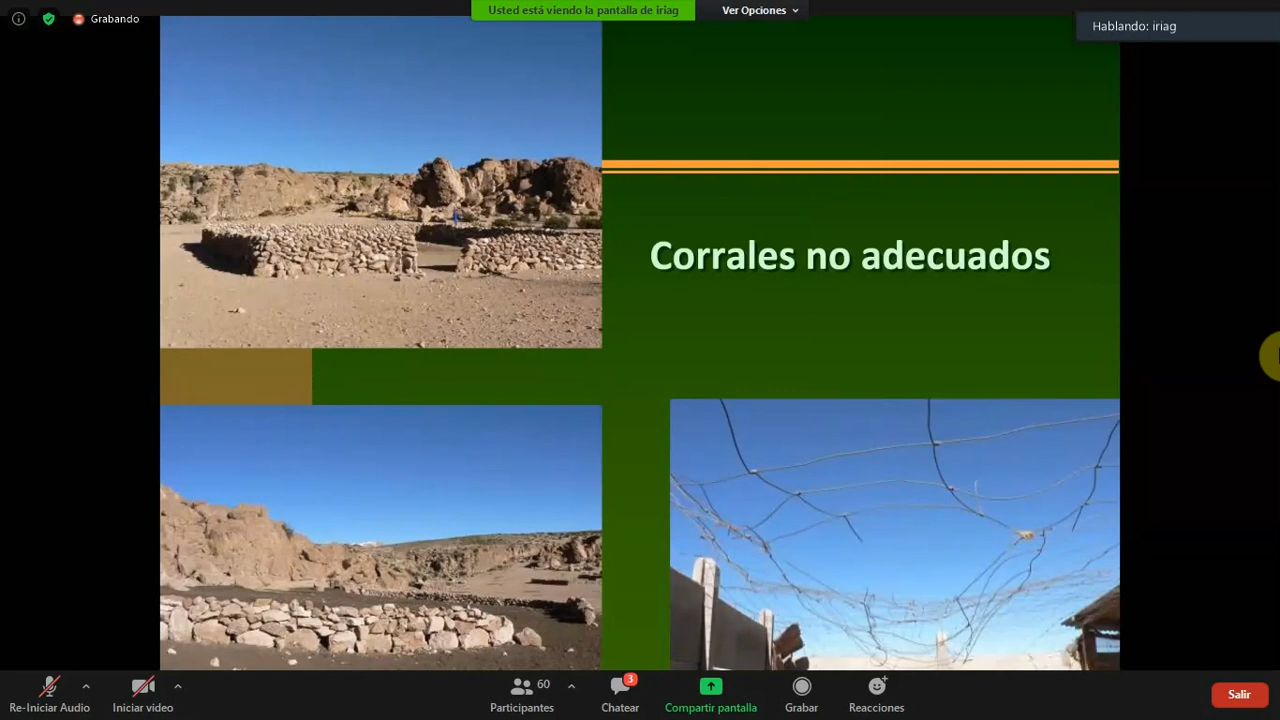 Grabando
Usted está viendo la pantalla de iriag
Ver Opciones
Hablando: iriag
Corrales no adecuados
Re-Iniciar Audio
Iniciar video
60
Participantes
3
Chatear
Compartir pantalla
Grabar
Reacciones
Salir